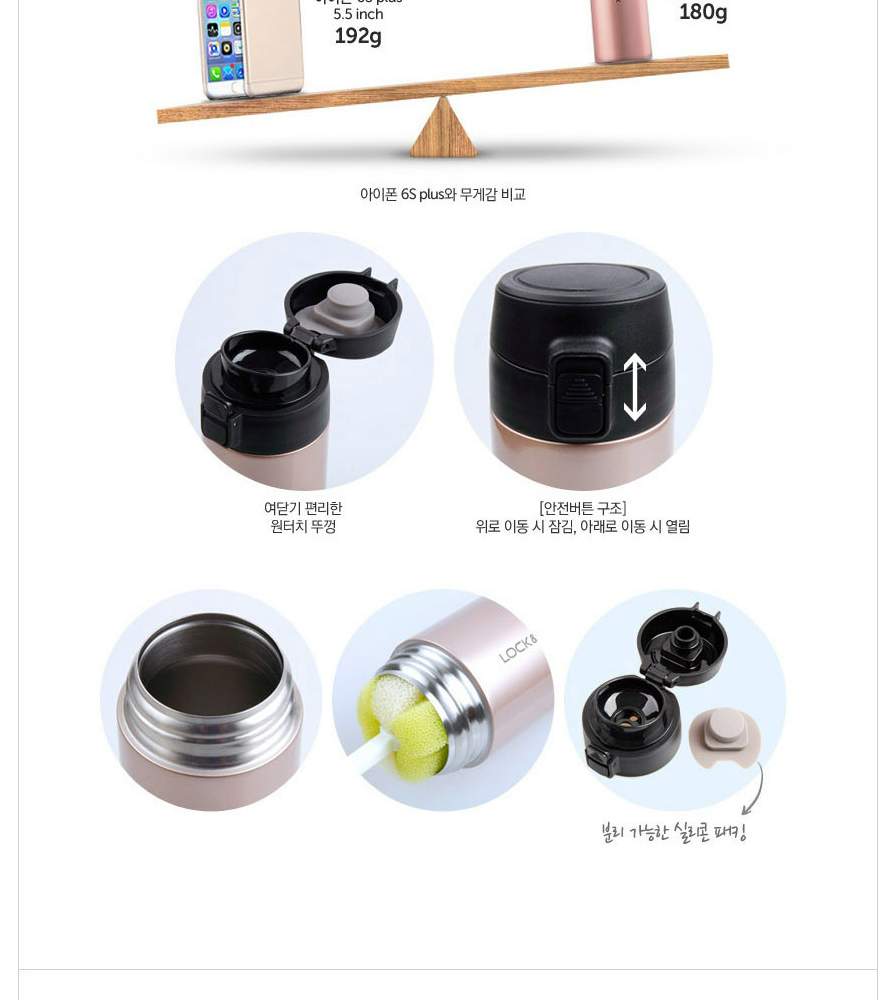 5.5 inch
192g
180g
아이폰 6S plus와 무게감 비교
여닫기 편리한
원터치 뚜껑
[안전버튼 구조]
위로 이동 시 잠김, 아래로 이동 시 열림
LOCK&
분리 가능한 실리콘 패킹